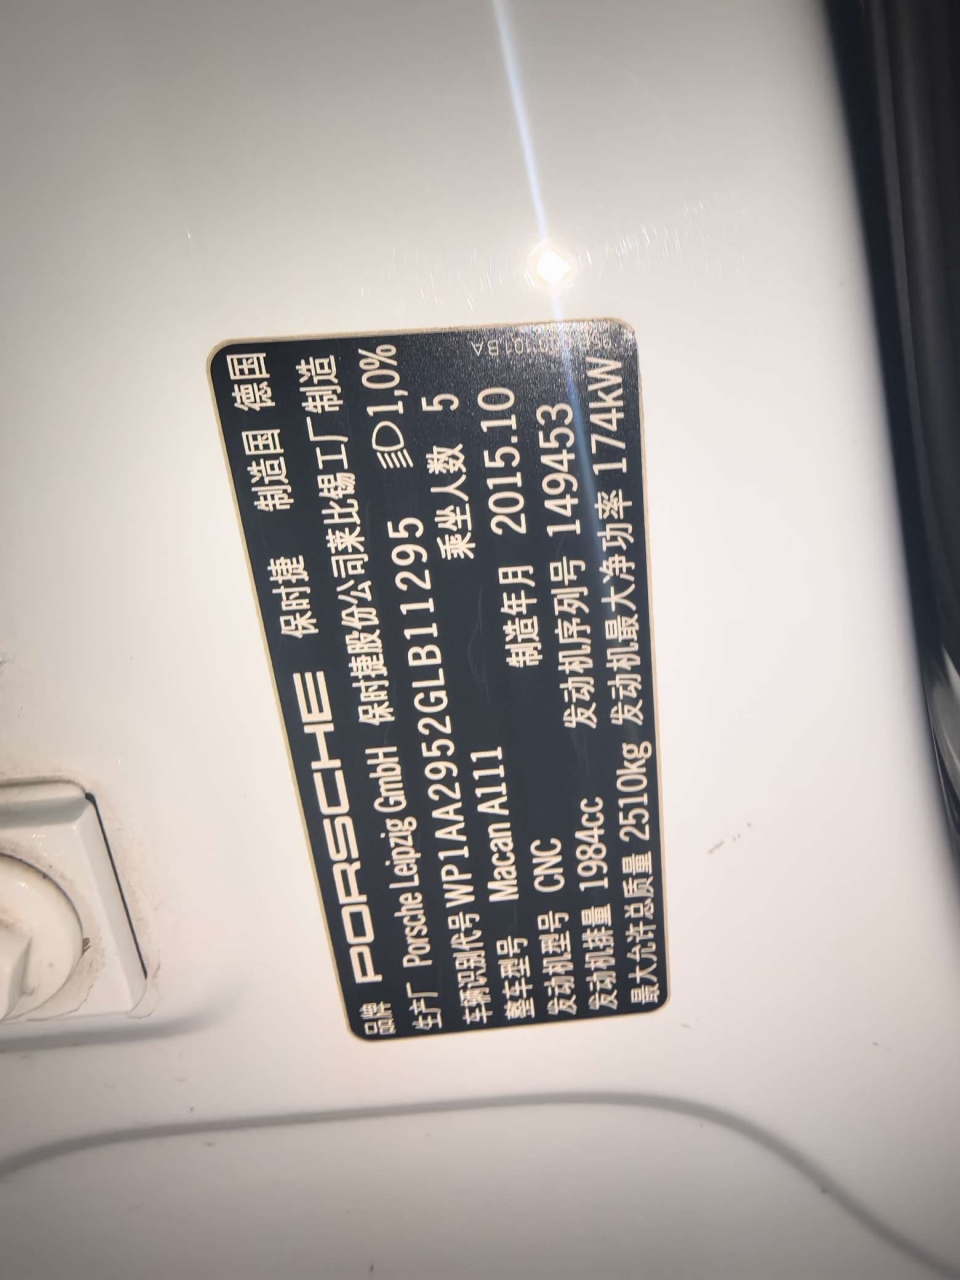 品牌 PORSCHE 保时捷 制造国 德国
生产厂 Porsche Leipzig GmbH 保时捷股份公司莱比锡工厂制造
车辆识别代号 WP1AA2952GLB11295 1,0%
整车型号 Macan A111 乘坐人数 5
发动机型号 CNC 制造年月 2015.10
发动机排量 1984cc 发动机序列号 149453
最大允许总质量 2510kg 发动机最大净功率 174kW